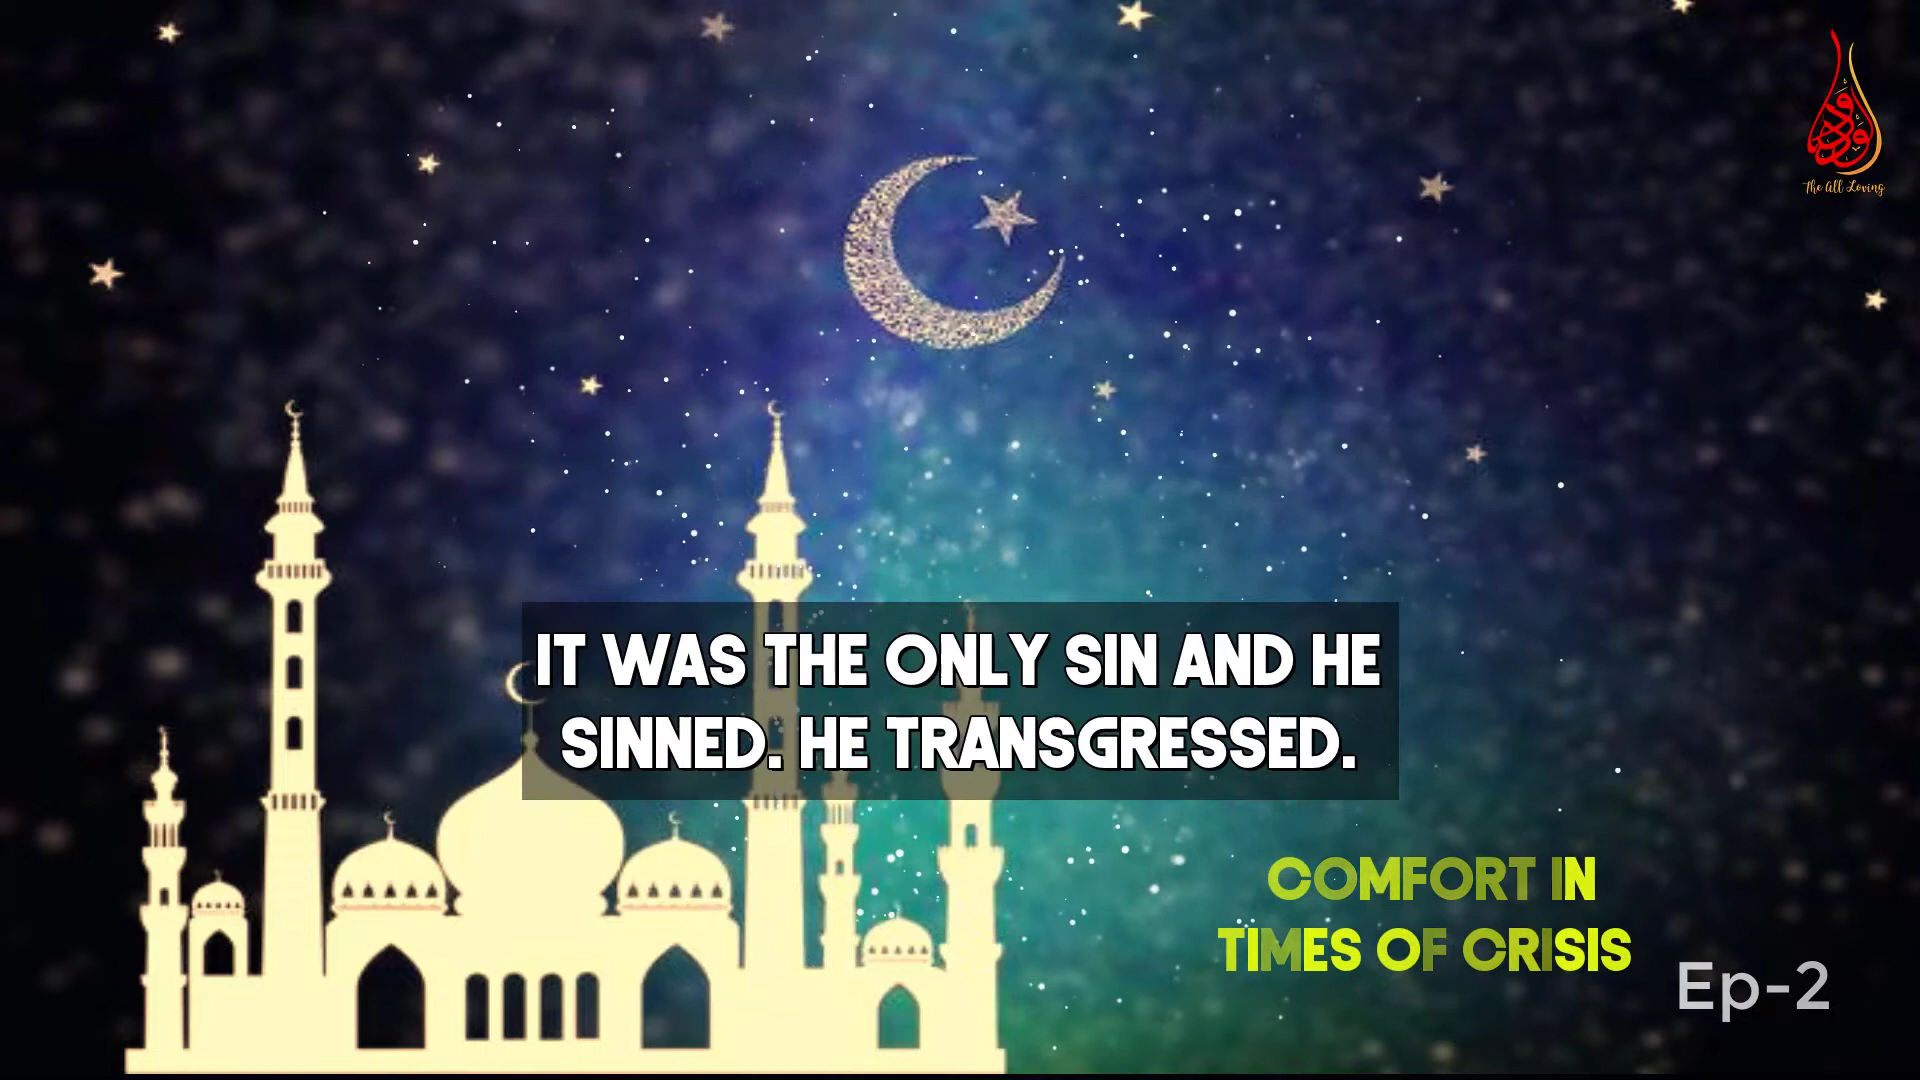 الودود
The All Loving
IT WAS THE ONLY SIN AND HE
SINNED. HE TRANSGRESSED.
COMFORT IN
TIMES OF CRISIS
Ep-2